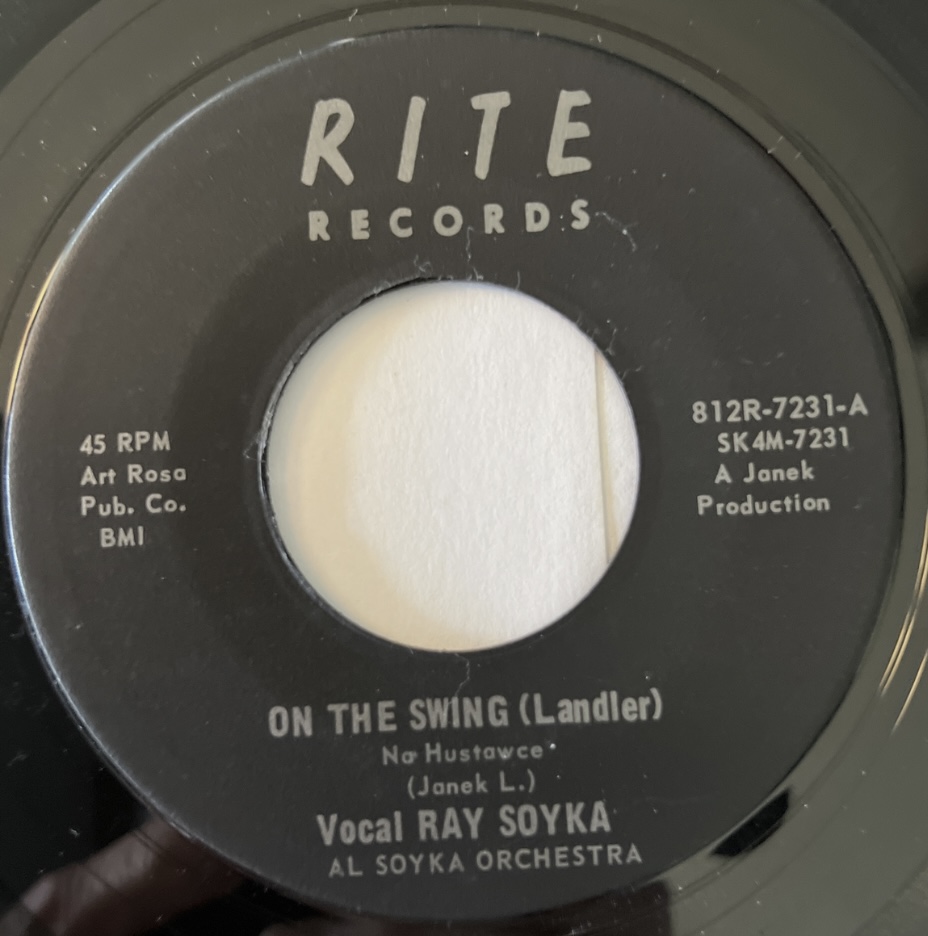 RITE
RECORDS
45 RPM
Art Rosa
Pub. Co.
BMI
812R-7231-A
SK4M-7231
A Janek
Production
ON THE SWING (Landler)
Na Hustawce
(Janek L.)
Vocal RAY SOYKA
AL SOYKA ORCHESTRA